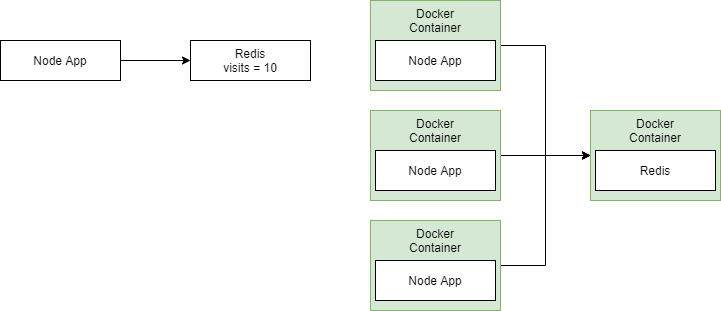 Node App
Redis
visits = 10
Docker
Container
Node App
Docker
Container
Node App
Docker
Container
Node App
Docker
Container
Redis